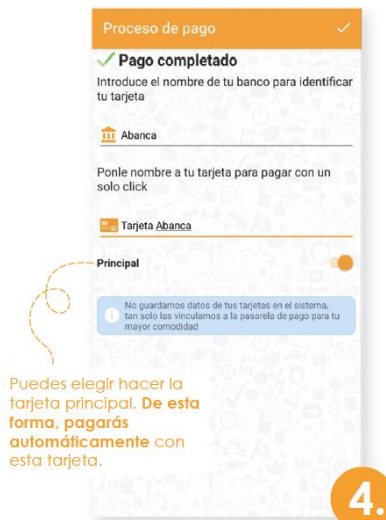 Proceso de pago
Pago completado
Introduce el nombre de tu banco para identificar
tu tarjeta
Abanca
Ponle nombre a tu tarjeta para pagar con un
solo click
Tarjeta Abanca
Principal
No guardamos datos de tus tarjetas en el sistema,
tan solo las vinculamos a la pasarela de pago para tu
mayor comodidad
Puedes elegir hacer la
tarjeta principal. De esta
forma, pagarás
automáticamente con
esta tarjeta.
4.